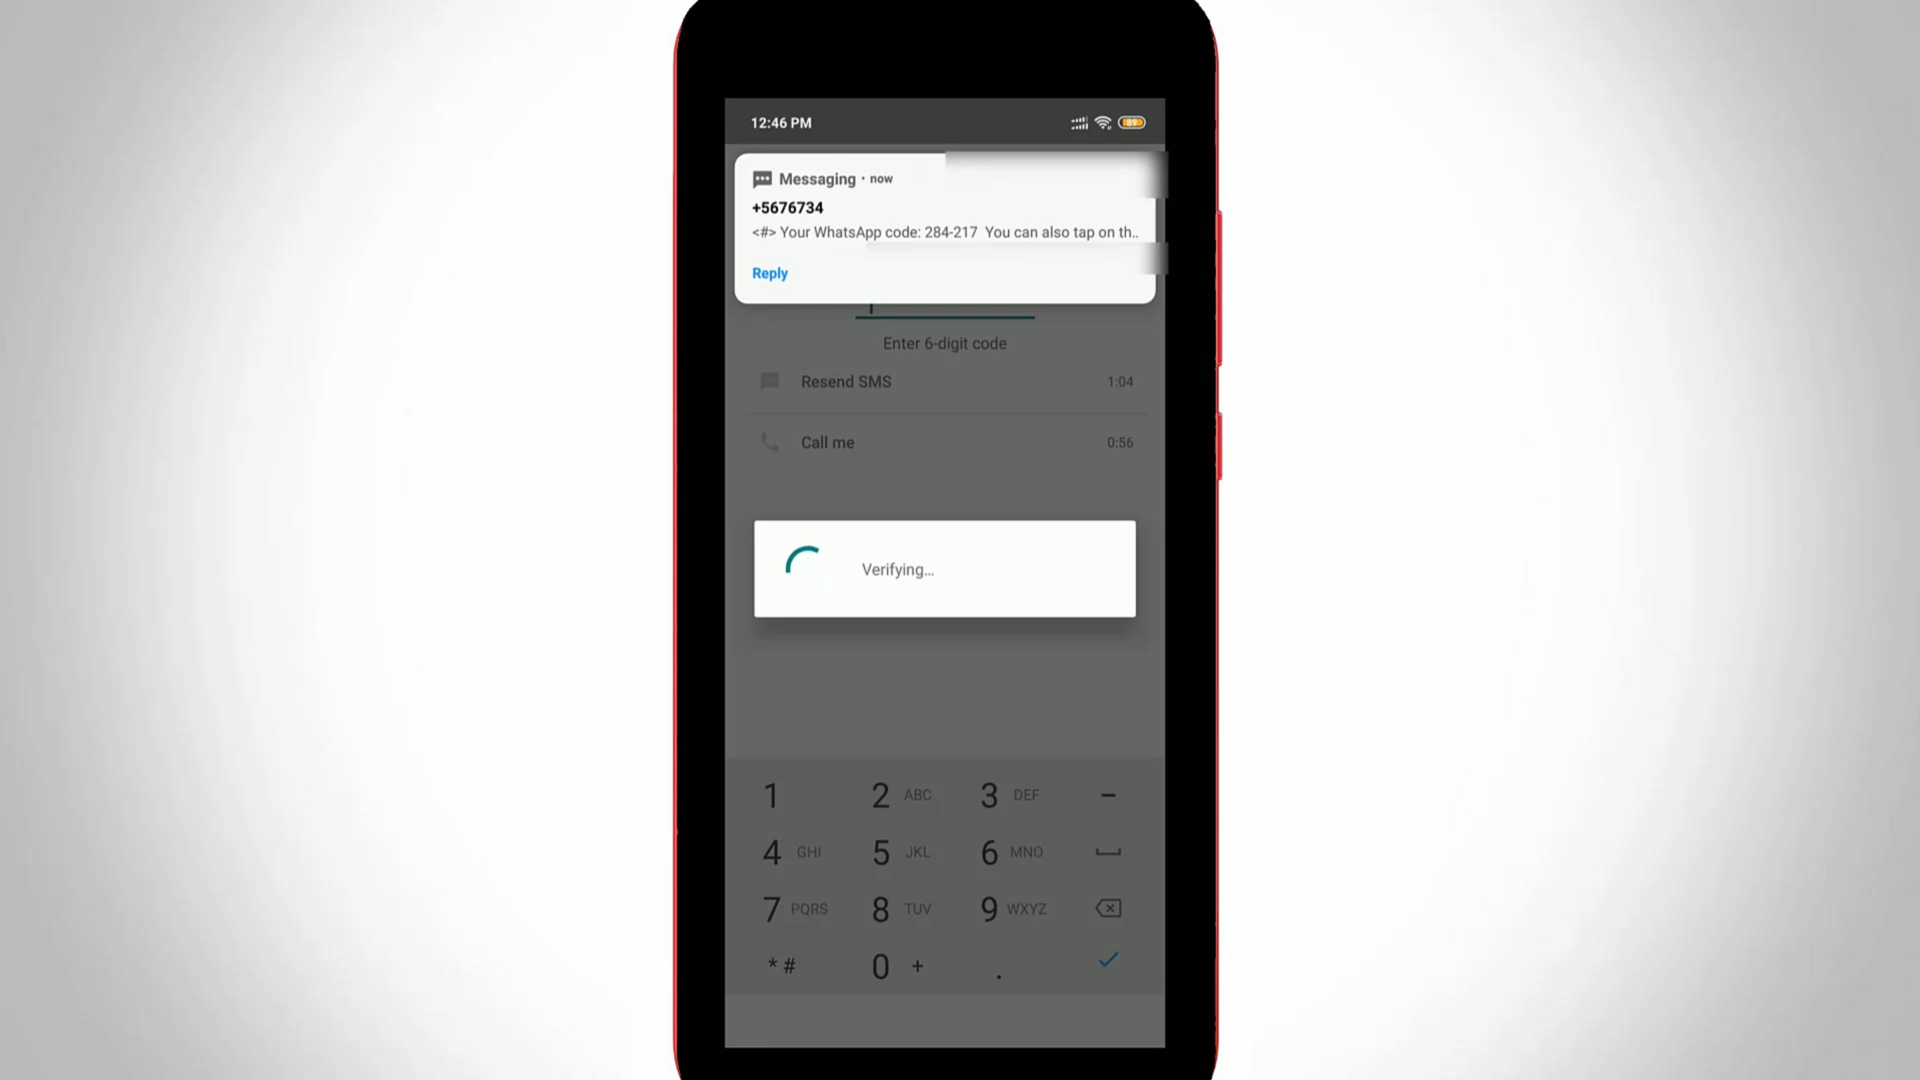 12:46 PM
89
Messaging • now
+5676734
<#> Your WhatsApp code: 284-217  You can also tap on th..
Reply
Enter 6-digit code
Resend SMS 1:04
Call me 0:56
Verifying...
1 2 ABC 3 DEF –
4 GHI 5 JKL 6 MNO
7 PQRS 8 TUV 9 WXYZ
* # 0 + .